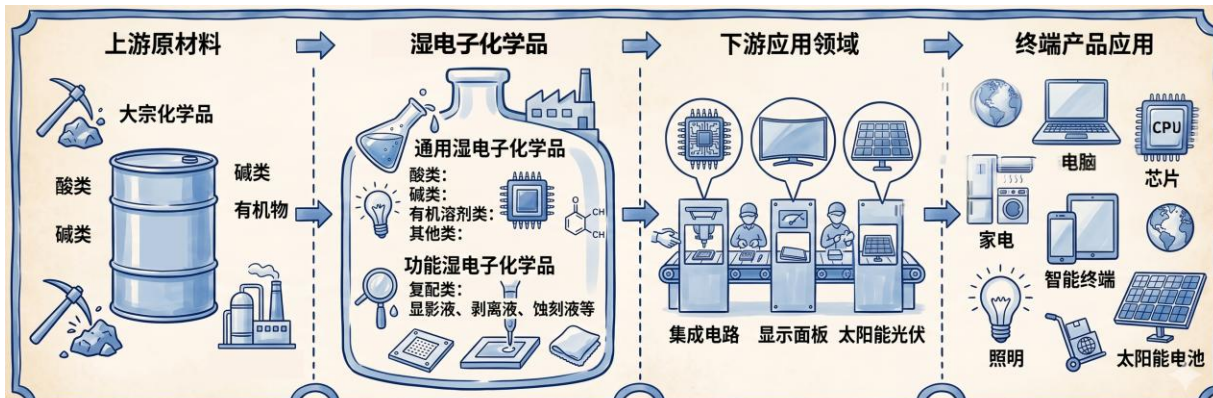 上游原材料
大宗化学品
酸类
碱类
碱类
有机物
湿电子化学品
通用湿电子化学品
酸类:
碱类:
有机溶剂类:
其他类:
O
CH
CH
功能湿电子化学品
复配类:
显影液、剥离液、蚀刻液等
下游应用领域
集成电路
显示面板
太阳能光伏
终端产品应用
电脑
CPU
芯片
家电
智能终端
照明
太阳能电池